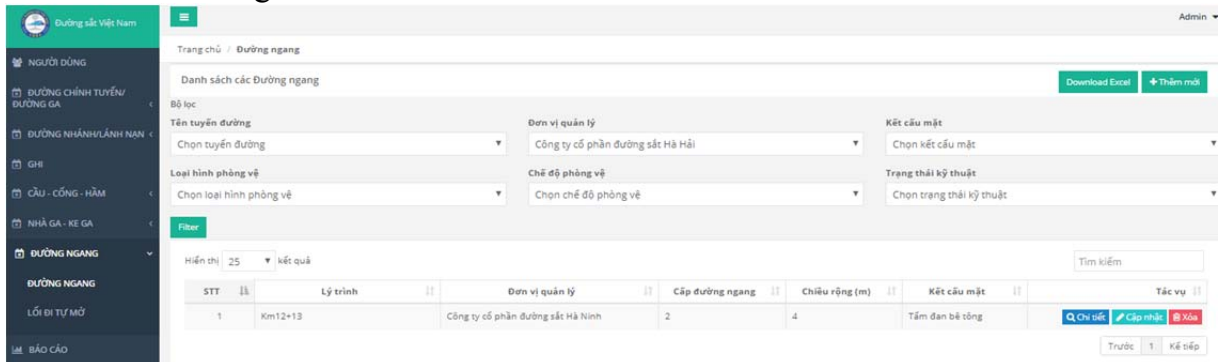 Đường sắt Việt Nam
Admin
Trang chủ / Đường ngang
NGƯỜI DÙNG
ĐƯỜNG CHÍNH TUYẾN/
ĐƯỜNG GA
ĐƯỜNG NHÁNH/LÁNH NẠN
GHI
CẦU - CỐNG - HẦM
NHÀ GA - KE GA
ĐƯỜNG NGANG
ĐƯỜNG NGANG
LỐI ĐI TỰ MỞ
BÁO CÁO
Danh sách các Đường ngang
Download Excel
+Thêm mới
Bộ lọc
Tên tuyến đường
Đơn vị quản lý
Kết cấu mặt
Chọn tuyến đường
Công ty cổ phần đường sắt Hà Hải
Chọn kết cấu mặt
Loại hình phòng vệ
Chế độ phòng vệ
Trạng thái kỹ thuật
Chọn loại hình phòng vệ
Chọn chế độ phòng vệ
Chọn trạng thái kỹ thuật
Filter
Hiển thị 25 kết quả
Tìm kiếm
STT Lý trình Đơn vị quản lý Cấp đường ngang Chiều rộng (m) Kết cấu mặt Tác vụ
1 Km12+13 Công ty cổ phần đường sắt Hà Ninh 2 4 Tấm đan bê tông Chi tiết Cập nhật Xóa
Trước 1 Kế tiếp